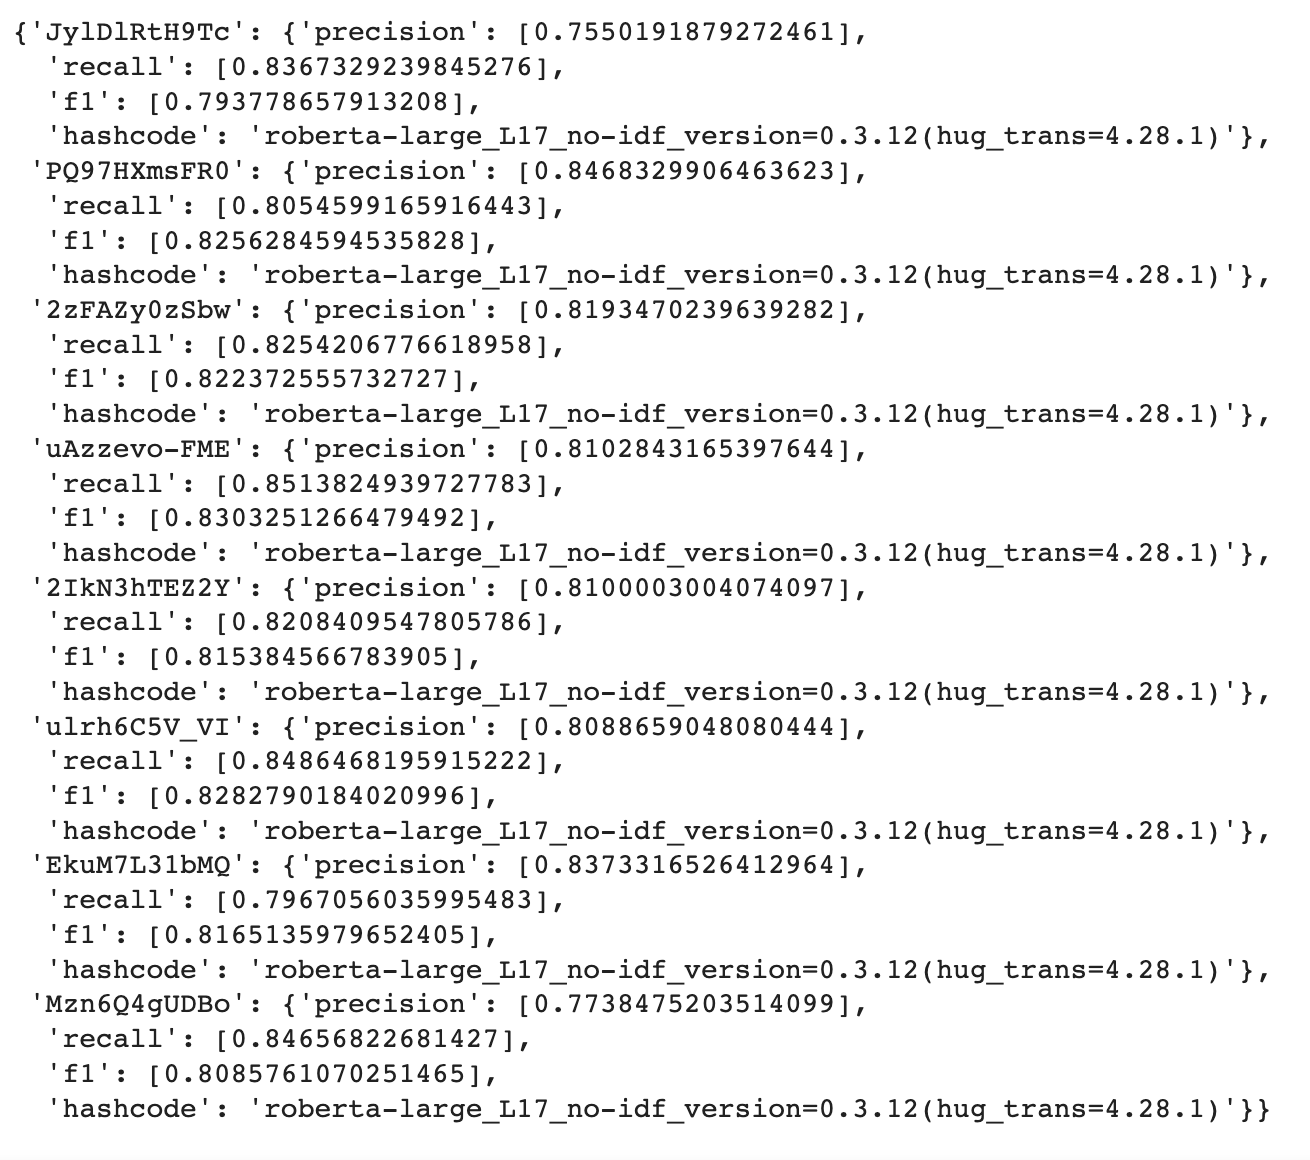 {'JylDlRtH9Tc': {'precision': [0.7550191879272461],
'recall': [0.8367329239845276],
'f1': [0.793778657913208],
'hashcode': 'roberta-large_L17_no-idf_version=0.3.12(hug_trans=4.28.1)'},
'PQ97HXmsFR0': {'precision': [0.8468329906463623],
'recall': [0.8054599165916443],
'f1': [0.8256284594535828],
'hashcode': 'roberta-large_L17_no-idf_version=0.3.12(hug_trans=4.28.1)'},
'2zFAZy0zSbw': {'precision': [0.8193470239639282],
'recall': [0.8254206776618958],
'f1': [0.822372555732727],
'hashcode': 'roberta-large_L17_no-idf_version=0.3.12(hug_trans=4.28.1)'},
'uAzzevo-FME': {'precision': [0.8102843165397644],
'recall': [0.8513824939727783],
'f1': [0.8303251266479492],
'hashcode': 'roberta-large_L17_no-idf_version=0.3.12(hug_trans=4.28.1)'},
'2IkN3hTEZ2Y': {'precision': [0.8100003004074097],
'recall': [0.8208409547805786],
'f1': [0.815384566783905],
'hashcode': 'roberta-large_L17_no-idf_version=0.3.12(hug_trans=4.28.1)'},
'ulrh6C5V_VI': {'precision': [0.8088659048080444],
'recall': [0.8486468195915222],
'f1': [0.8282790184020996],
'hashcode': 'roberta-large_L17_no-idf_version=0.3.12(hug_trans=4.28.1)'},
'EkuM7L31bMQ': {'precision': [0.8373316526412964],
'recall': [0.7967056035995483],
'f1': [0.8165135979652405],
'hashcode': 'roberta-large_L17_no-idf_version=0.3.12(hug_trans=4.28.1)'},
'Mzn6Q4gUDBo': {'precision': [0.7738475203514099],
'recall': [0.84656822681427],
'f1': [0.8085761070251465],
'hashcode': 'roberta-large_L17_no-idf_version=0.3.12(hug_trans=4.28.1)'}}